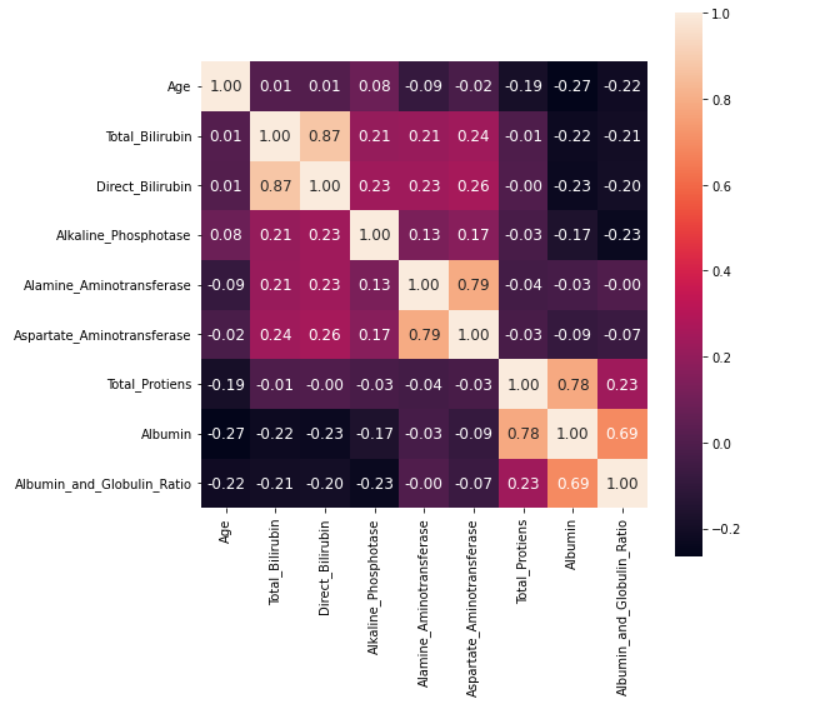 1.0
Age 1.00 0.01 0.01 0.08 -0.09 -0.02 -0.19 -0.27 -0.22
0.8
Total_Bilirubin 0.01 1.00 0.87 0.21 0.21 0.24 -0.01 -0.22 -0.21
Direct_Bilirubin 0.01 0.87 1.00 0.23 0.23 0.26 -0.00 -0.23 -0.20
0.6
Alkaline_Phosphotase 0.08 0.21 0.23 1.00 0.13 0.17 -0.03 -0.17 -0.23
0.4
Alamine_Aminotransferase -0.09 0.21 0.23 0.13 1.00 0.79 -0.04 -0.03 -0.00
Aspartate_Aminotransferase -0.02 0.24 0.26 0.17 0.79 1.00 -0.03 -0.09 -0.07
0.2
Total_Protiens -0.19 -0.01 -0.00 -0.03 -0.04 -0.03 1.00 0.78 0.23
Albumin -0.27 -0.22 -0.23 -0.17 -0.03 -0.09 0.78 1.00 0.69
0.0
Albumin_and_Globulin_Ratio -0.22 -0.21 -0.20 -0.23 -0.00 -0.07 0.23 0.69 1.00
−0.2
Age
Total_Bilirubin
Direct_Bilirubin
Alkaline_Phosphotase
Alamine_Aminotransferase
Aspartate_Aminotransferase
Total_Protiens
Albumin
Albumin_and_Globulin_Ratio